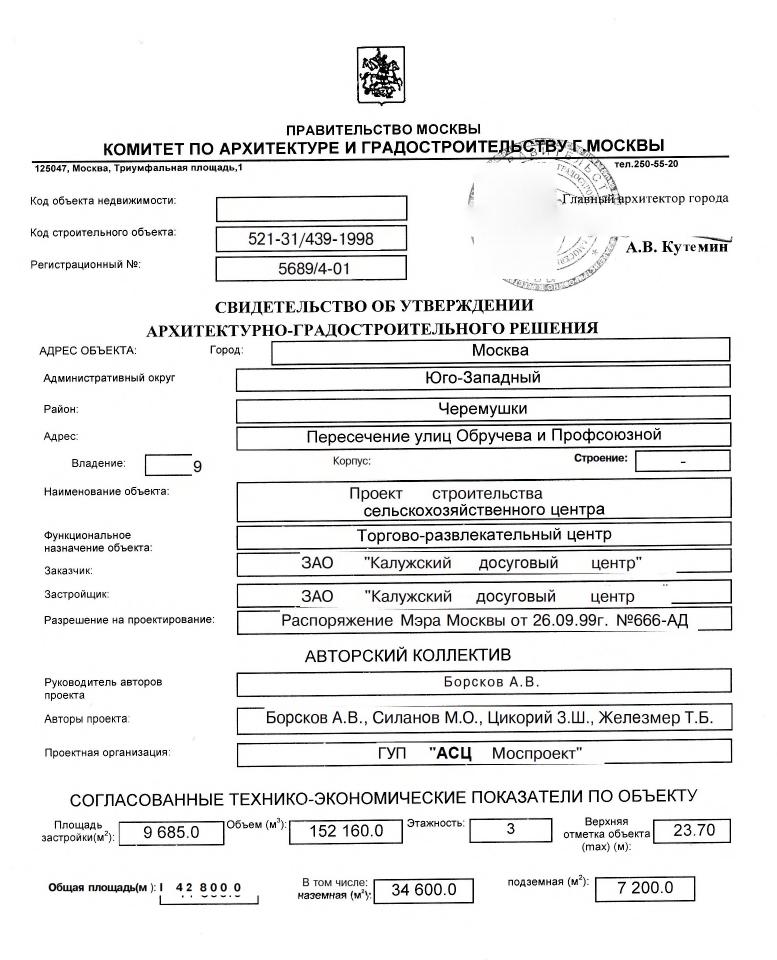 ПРАВИТЕЛЬСТВО МОСКВЫ
КОМИТЕТ ПО АРХИТЕКТУРЕ И ГРАДОСТРОИТЕЛЬСТВУ Г.МОСКВЫ
125047, Москва, Триумфальная площадь,1 тел.250-55-20
Код объекта недвижимости: Главный архитектор города
Код строительного объекта: 521-31/439-1998 А.В. Кутемин
Регистрационный №: 5689/4-01
СВИДЕТЕЛЬСТВО ОБ УТВЕРЖДЕНИИ
АРХИТЕКТУРНО-ГРАДОСТРОИТЕЛЬНОГО РЕШЕНИЯ
АДРЕС ОБЪЕКТА: Город: Москва
Административный округ Юго-Западный
Район: Черемушки
Адрес: Пересечение улиц Обручева и Профсоюзной
Владение: 9 Корпус: Строение: -
Наименование объекта: Проект строительства
сельскохозяйственного центра
Функциональное
назначение объекта: Торгово-развлекательный центр
Заказчик: ЗАО "Калужский досуговый центр"
Застройщик: ЗАО "Калужский досуговый центр "
Разрешение на проектирование: Распоряжение Мэра Москвы от 26.09.99г. №666-АД
АВТОРСКИЙ КОЛЛЕКТИВ
Руководитель авторов
проекта Борсков А.В.
Авторы проекта: Борсков А.В., Силанов М.О., Цикорий З.Ш., Железмер Т.Б.
Проектная организация: ГУП "АСЦ Моспроект"
СОГЛАСОВАННЫЕ ТЕХНИКО-ЭКОНОМИЧЕСКИЕ ПОКАЗАТЕЛИ ПО ОБЪЕКТУ
Площадь
застройки(м²): 9 685.0 Объем (м³): 152 160.0 Этажность: 3 Верхняя
отметка объекта
(max) (м): 23.70
Общая площадь(м ): 42 8000 В том числе:
наземная (м²): 34 600.0 подземная (м²): 7 200.0